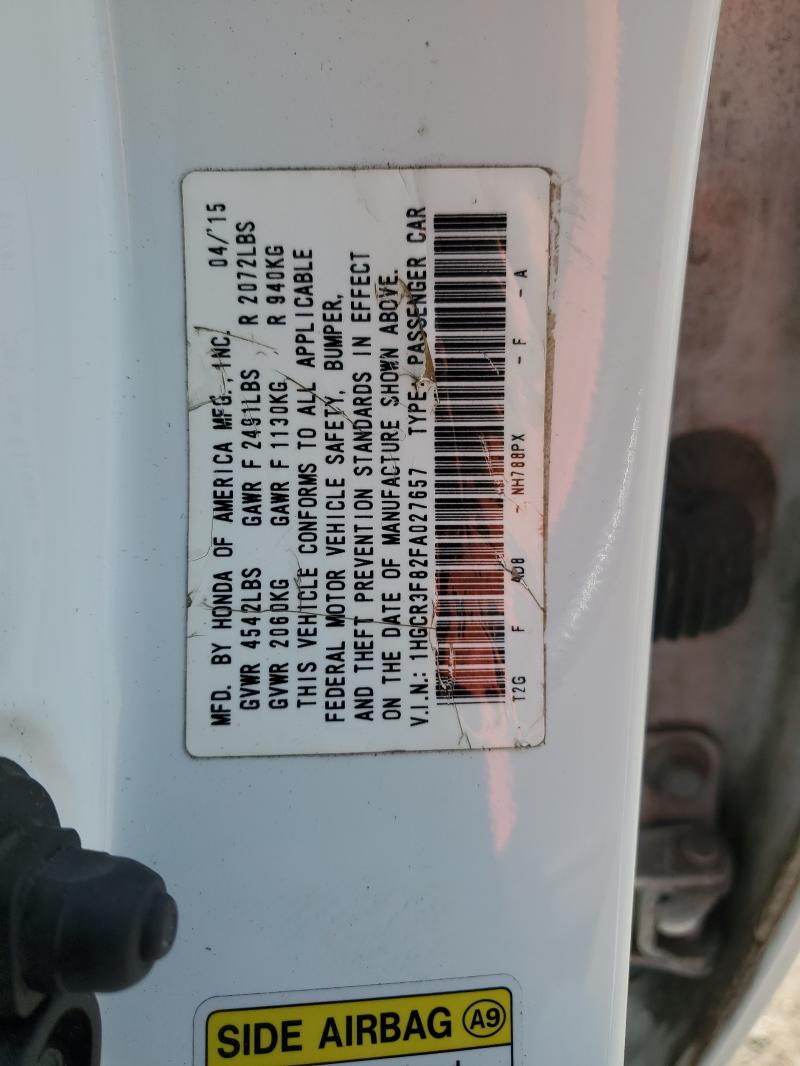 MFD. BY HONDA OF AMERICA MFG., INC. 04/'15
GVWR 4542LBS GAWR F 2491LBS R 2072LBS
GVWR 2060KG GAWR F 1130KG R 940KG
THIS VEHICLE CONFORMS TO ALL APPLICABLE
FEDERAL MOTOR VEHICLE SAFETY, BUMPER,
AND THEFT PREVENTION STANDARDS IN EFFECT
ON THE DATE OF MANUFACTURE SHOWN ABOVE.
V.I.N.: 1HGCR3F82FA027657 TYPE: PASSENGER CAR
T2G F AD8 - NH788PX - F - A
SIDE AIRBAG A9